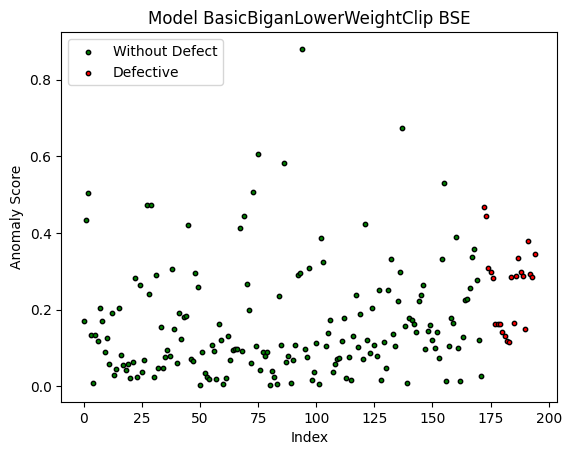 Model BasicBiganLowerWeightClip BSE
Without Defect
Defective
Anomaly Score
0.8
0.6
0.4
0.2
0.0
0 25 50 75 100 125 150 175 200
Index